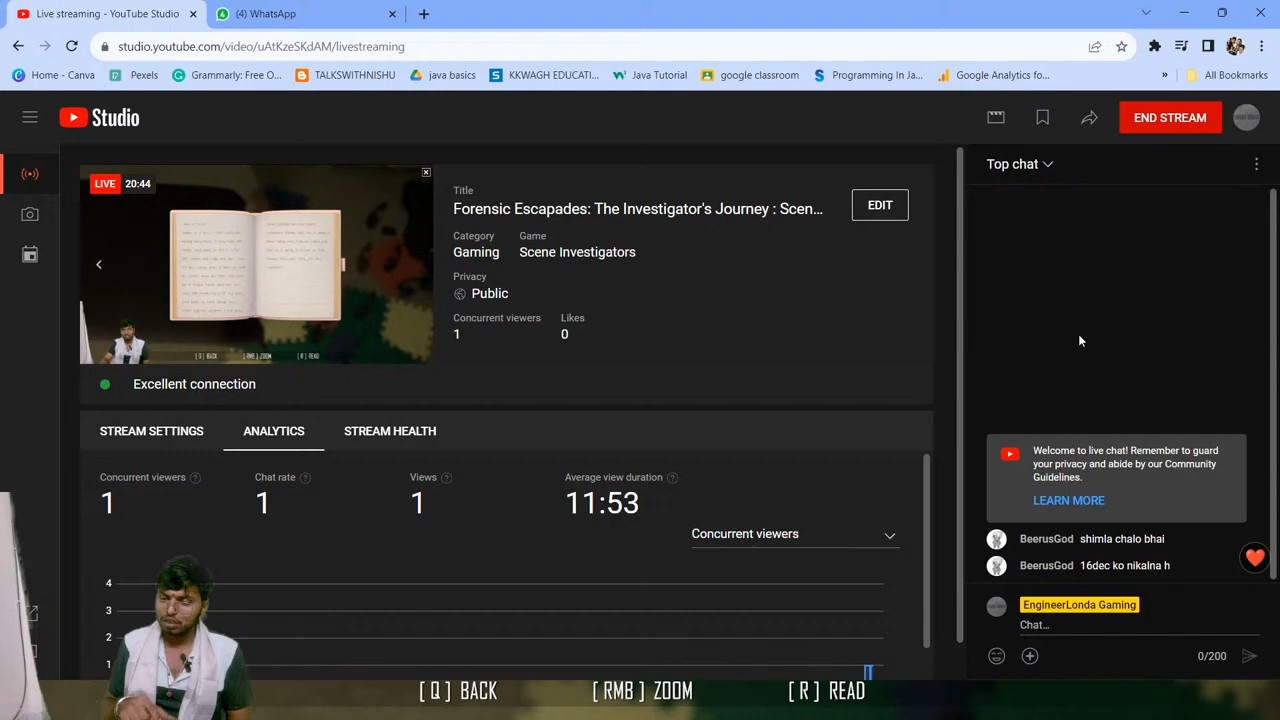 Live streaming - YouTube Studio
(4) WhatsApp
studio.youtube.com/video/uAtKzeSKdAM/livestreaming
Home - Canva
Pexels
Grammarly: Free O...
TALKSWITHNISHU
java basics
KKWAGH EDUCATI...
Java Tutorial
google classroom
Programming In Ja...
Google Analytics fo...
»
All Bookmarks
Studio
END STREAM
LIVE 20:44
[Q] BACK [RMB] ZOOM [R] READ
Title
Forensic Escapades: The Investigator's Journey : Scen...
EDIT
Category Game
Gaming Scene Investigators
Privacy
Public
Concurrent viewers Likes
1 0
Excellent connection
STREAM SETTINGS ANALYTICS STREAM HEALTH
Concurrent viewers Chat rate Views Average view duration
1 1 1 11:53
Concurrent viewers
4
3
2
1
Top chat
Welcome to live chat! Remember to guard
your privacy and abide by our Community
Guidelines.
LEARN MORE
BeerusGod shimla chalo bhai
BeerusGod 16dec ko nikalna h
EngineerLonda Gaming
Chat...
0/200
[ Q ] BACK [ RMB ] ZOOM [ R ] READ